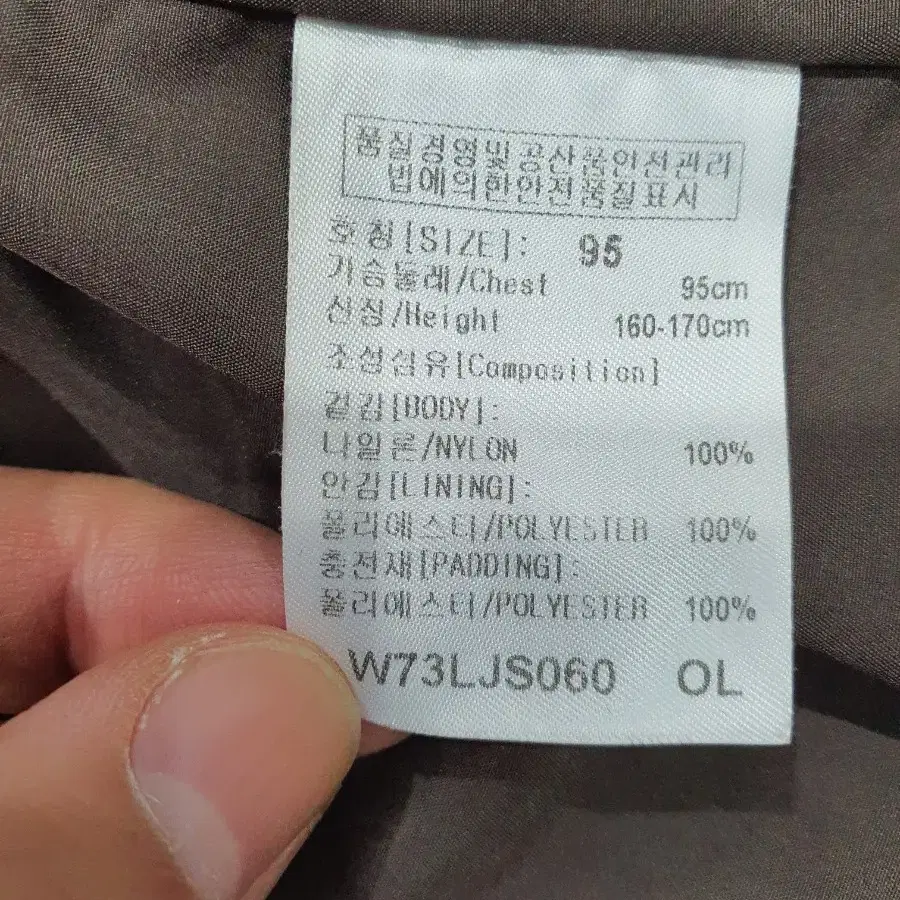 품질경영및공산품안전관리
법에의한안전품질표시
호칭[SIZE]: 95
가슴둘레/Chest 95cm
신장/Height 160-170cm
조성섬유[Composition]
겉감[BODY]:
나일론/NYLON 100%
안감[LINING]:
폴리에스터/POLYESTER 100%
충전재[PADDING]:
폴리에스터/POLYESTER 100%
W73LJS060 OL